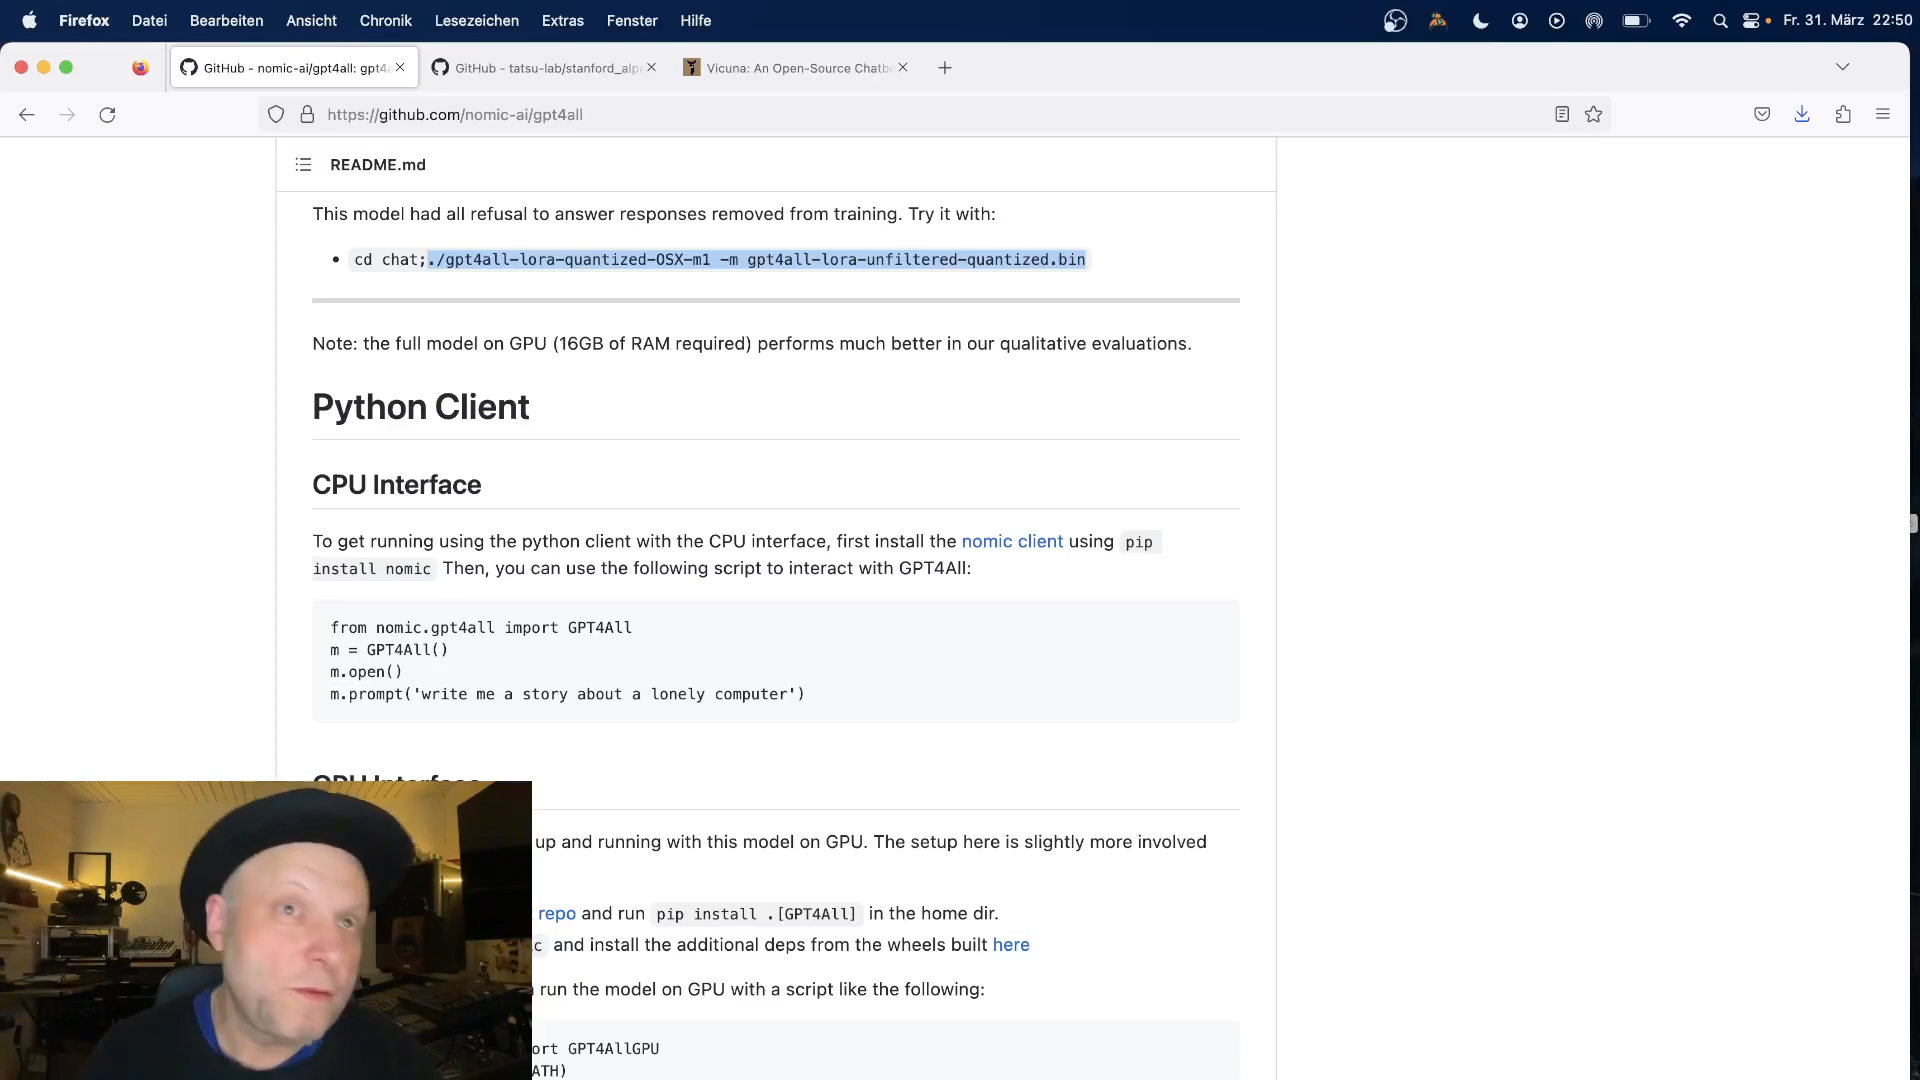 Firefox Datei Bearbeiten Ansicht Chronik Lesezeichen Extras Fenster Hilfe Fr. 31. März 22:50
GitHub - nomic-ai/gpt4all: gpt4a GitHub - tatsu-lab/stanford_alpa Vicuna: An Open-Source Chatb
https://github.com/nomic-ai/gpt4all
README.md
This model had all refusal to answer responses removed from training. Try it with:
• cd chat;./gpt4all-lora-quantized-OSX-m1 -m gpt4all-lora-unfiltered-quantized.bin
Note: the full model on GPU (16GB of RAM required) performs much better in our qualitative evaluations.
Python Client
CPU Interface
To get running using the python client with the CPU interface, first install the nomic client using pip
install nomic Then, you can use the following script to interact with GPT4All:
from nomic.gpt4all import GPT4All
m = GPT4All()
m.open()
m.prompt('write me a story about a lonely computer')
GPU Interface
up and running with this model on GPU. The setup here is slightly more involved
repo and run pip install .[GPT4All] in the home dir.
c and install the additional deps from the wheels built here
run the model on GPU with a script like the following:
ort GPT4AllGPU
ATH)